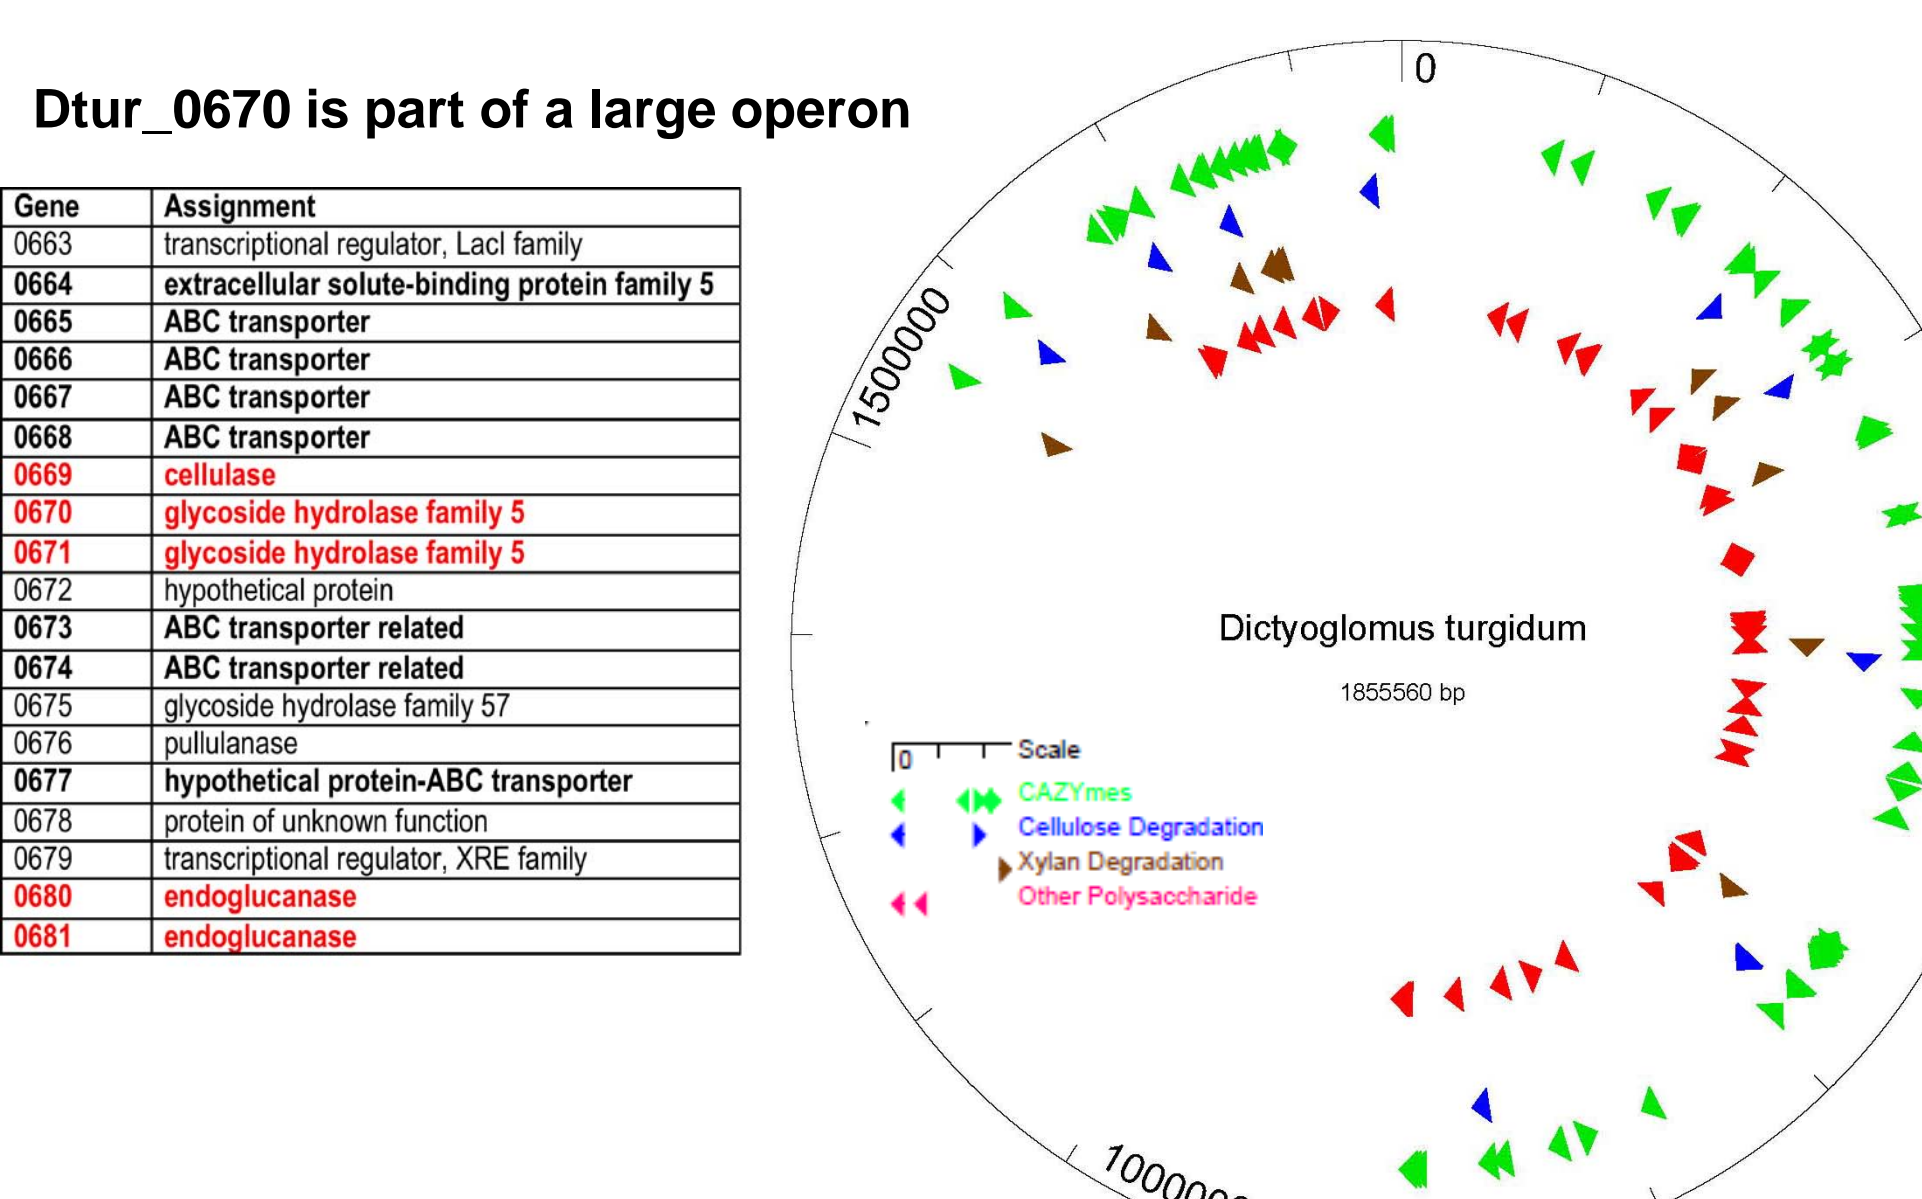 Dtur_0670 is part of a large operon
Gene Assignment
0663 transcriptional regulator, LacI family
0664 extracellular solute-binding protein family 5
0665 ABC transporter
0666 ABC transporter
0667 ABC transporter
0668 ABC transporter
0669 cellulase
0670 glycoside hydrolase family 5
0671 glycoside hydrolase family 5
0672 hypothetical protein
0673 ABC transporter related
0674 ABC transporter related
0675 glycoside hydrolase family 57
0676 pullulanase
0677 hypothetical protein-ABC transporter
0678 protein of unknown function
0679 transcriptional regulator, XRE family
0680 endoglucanase
0681 endoglucanase
0
1500000
Dictyoglomus turgidum
1855560 bp
0 Scale
CAZYmes
Cellulose Degradation
Xylan Degradation
Other Polysaccharide
1000000